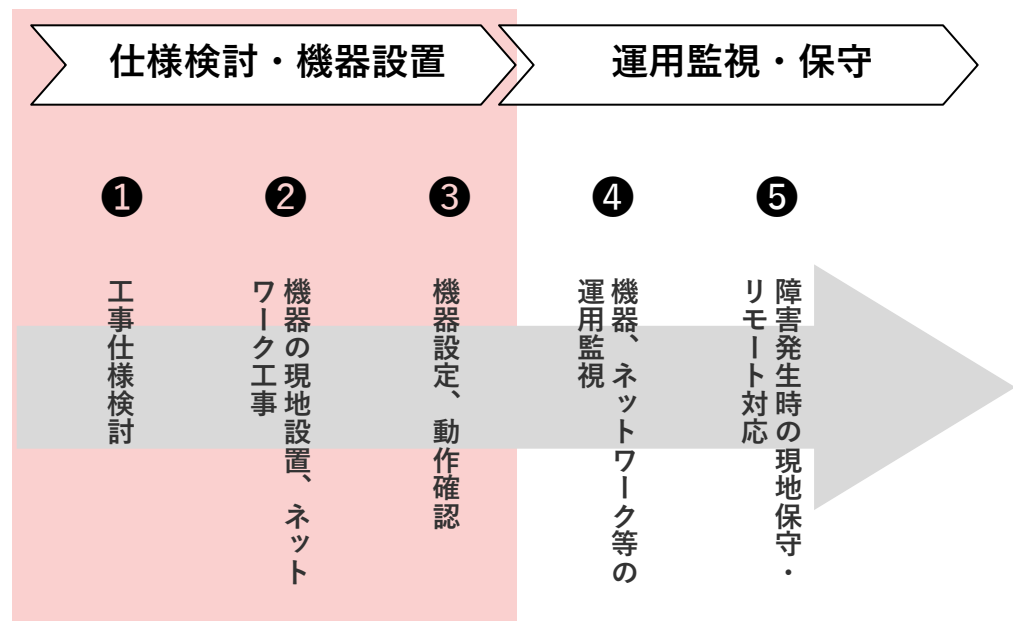 仕様検討・機器設置
運用監視・保守
❶
工事仕様検討
❷
機器の現地設置、ネット
ワーク工事
❸
機器設定、動作確認
❹
機器、ネットワーク等の
運用監視
❺
障害発生時の現地保守・
リモート対応